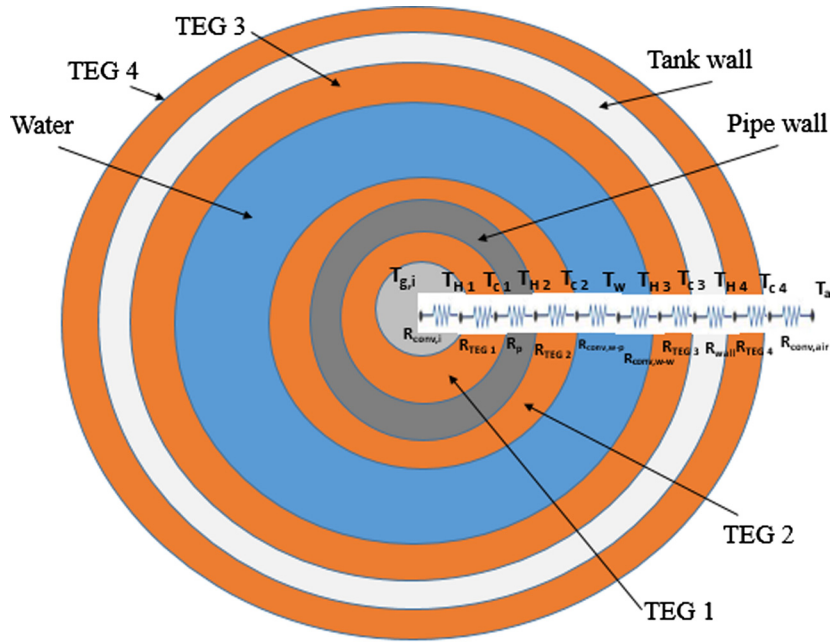 TEG 3
TEG 4
Tank wall
Water
Pipe wall
Tg,i TH 1 Tc 1 TH 2 Tc 2 Tw TH 3 Tc 3 TH 4 Tc 4 Ta
Rconv,i RTEG 1 Rp RTEG 2 Rconv,w-p Rconv,w-w RTEG 3 Rwall RTEG 4 Rconv,air
TEG 2
TEG 1